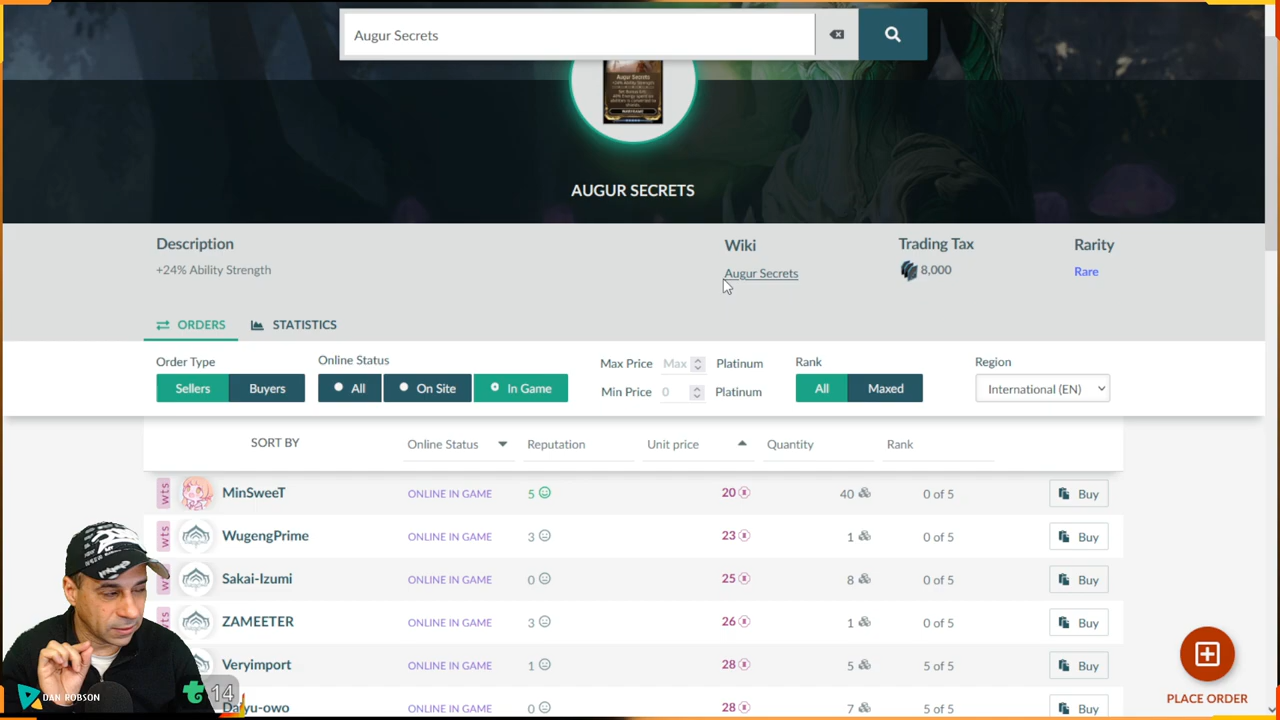 Augur Secrets
Augur Secrets
AUGUR SECRETS
Description
Wiki
Trading Tax
Rarity
+24% Ability Strength
Augur Secrets
8,000
Rare
ORDERS
STATISTICS
Order Type
Online Status
Max Price
Max
Platinum
Rank
Region
Sellers
Buyers
All
On Site
In Game
Min Price
0
Platinum
All
Maxed
International (EN)
SORT BY
Online Status
Reputation
Unit price
Quantity
Rank
wts MinSweeT ONLINE IN GAME 5 20 40 0 of 5 Buy
wts WugengPrime ONLINE IN GAME 3 23 1 0 of 5 Buy
wts Sakai-Izumi ONLINE IN GAME 0 25 8 0 of 5 Buy
ZAMEETER ONLINE IN GAME 3 26 1 0 of 5 Buy
Veryimport ONLINE IN GAME 1 28 5 5 of 5 Buy
Daiyu-owo ONLINE IN GAME 0 28 7 5 of 5 Buy
DAN ROBSON
14
PLACE ORDER